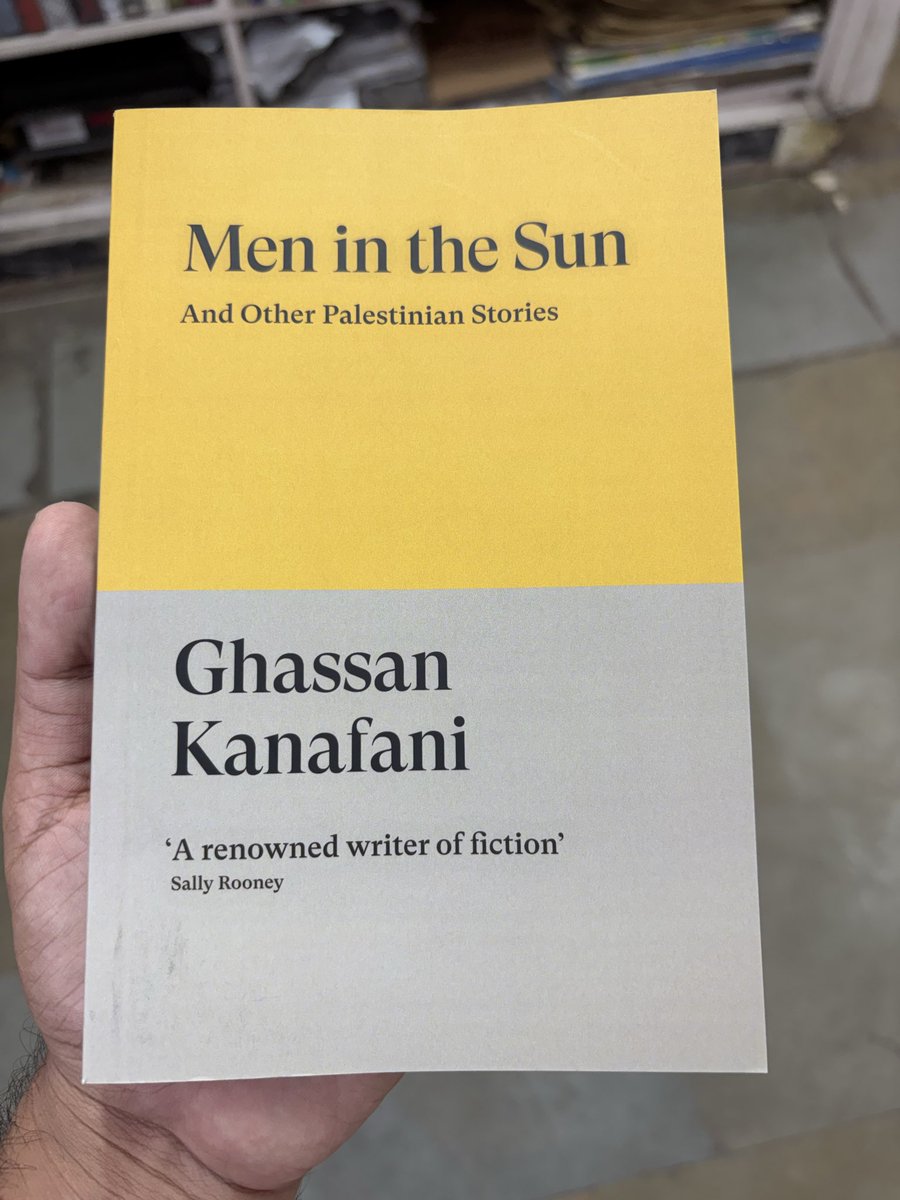 Men in the Sun
And Other Palestinian Stories
Ghassan
Kanafani
‘A renowned writer of fiction’
Sally Rooney